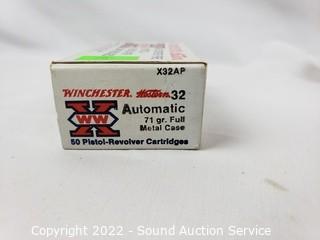 X32AP
WINCHESTER Western 32
X
WW
Automatic
71 gr. Full
Metal Case
50 Pistol-Revolver Cartridges
Copyright 2022 - Sound Auction Service